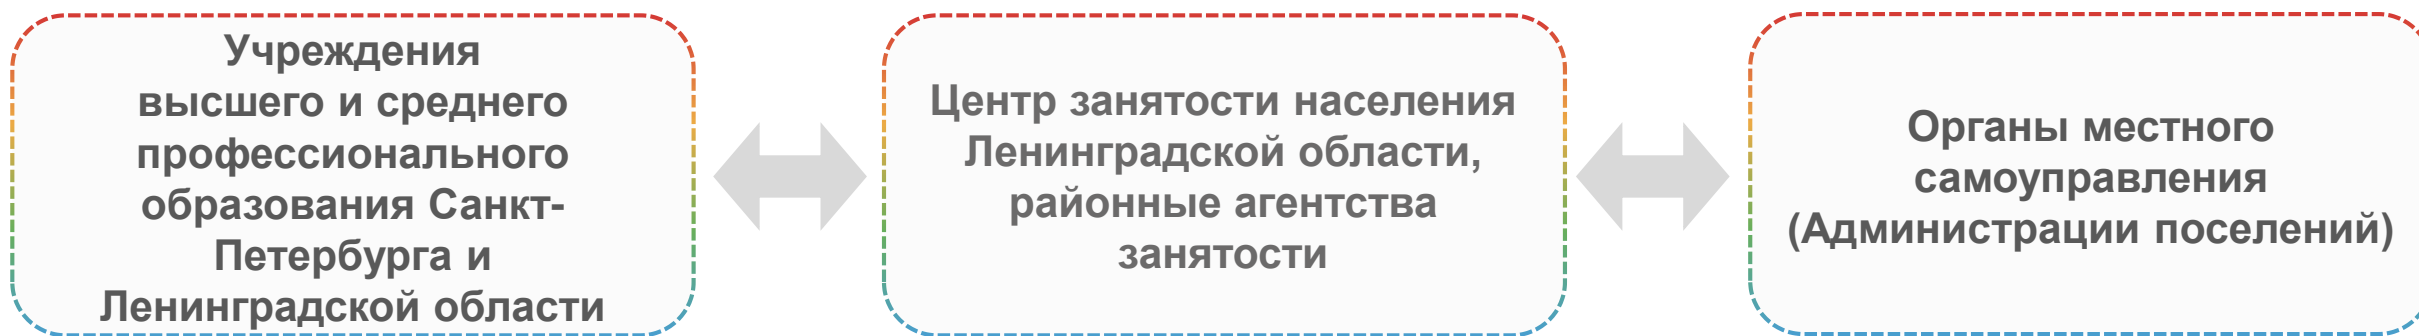 Учреждения
высшего и среднего
профессионального
образования Санкт-
Петербурга и
Ленинградской области
Центр занятости населения
Ленинградской области,
районные агентства
занятости
Органы местного
самоуправления
(Администрации поселений)